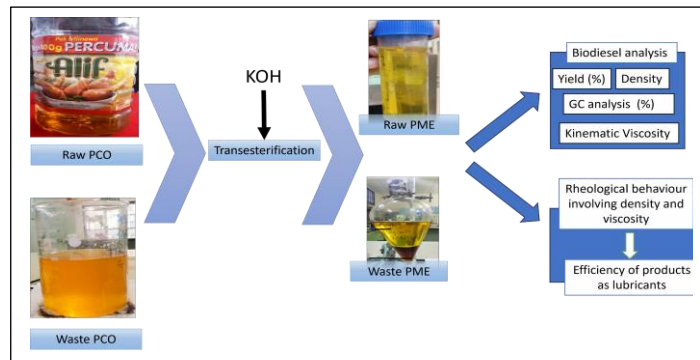 100g PERCUMA!
Alif
Raw PCO
Waste PCO
KOH
Transesterification
Raw PME
Waste PME
Biodiesel analysis
Yield (%)
Density
GC analysis (%)
Kinematic Viscosity
Rheological behaviour
involving density and
viscosity
Efficiency of products
as lubricants